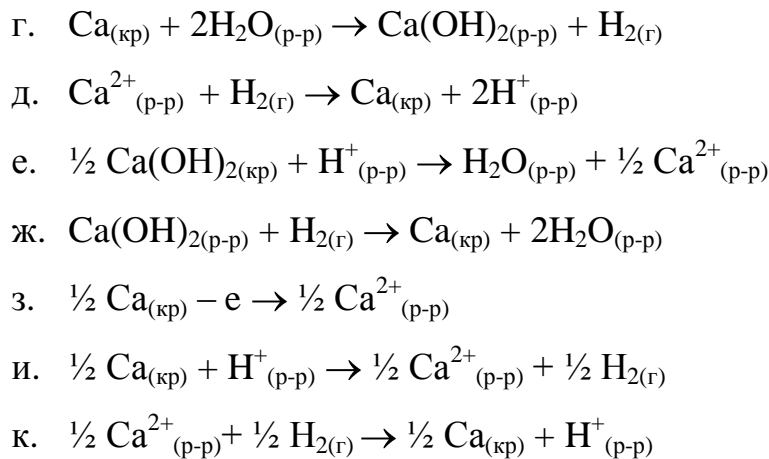 г. Ca(кр) + 2H₂O(р-р) → Ca(OH)₂(р-р) + H₂(г)
д. Ca²⁺(р-р) + H₂(г) → Ca(кр) + 2H⁺(р-р)
е. ½ Ca(OH)₂(кр) + H⁺(р-р) → H₂O(р-р) + ½ Ca²⁺(р-р)
ж. Ca(OH)₂(р-р) + H₂(г) → Ca(кр) + 2H₂O(р-р)
з. ½ Ca(кр) – e → ½ Ca²⁺(р-р)
и. ½ Ca(кр) + H⁺(р-р) → ½ Ca²⁺(р-р) + ½ H₂(г)
к. ½ Ca²⁺(р-р)+ ½ H₂(г) → ½ Ca(кр) + H⁺(р-р)